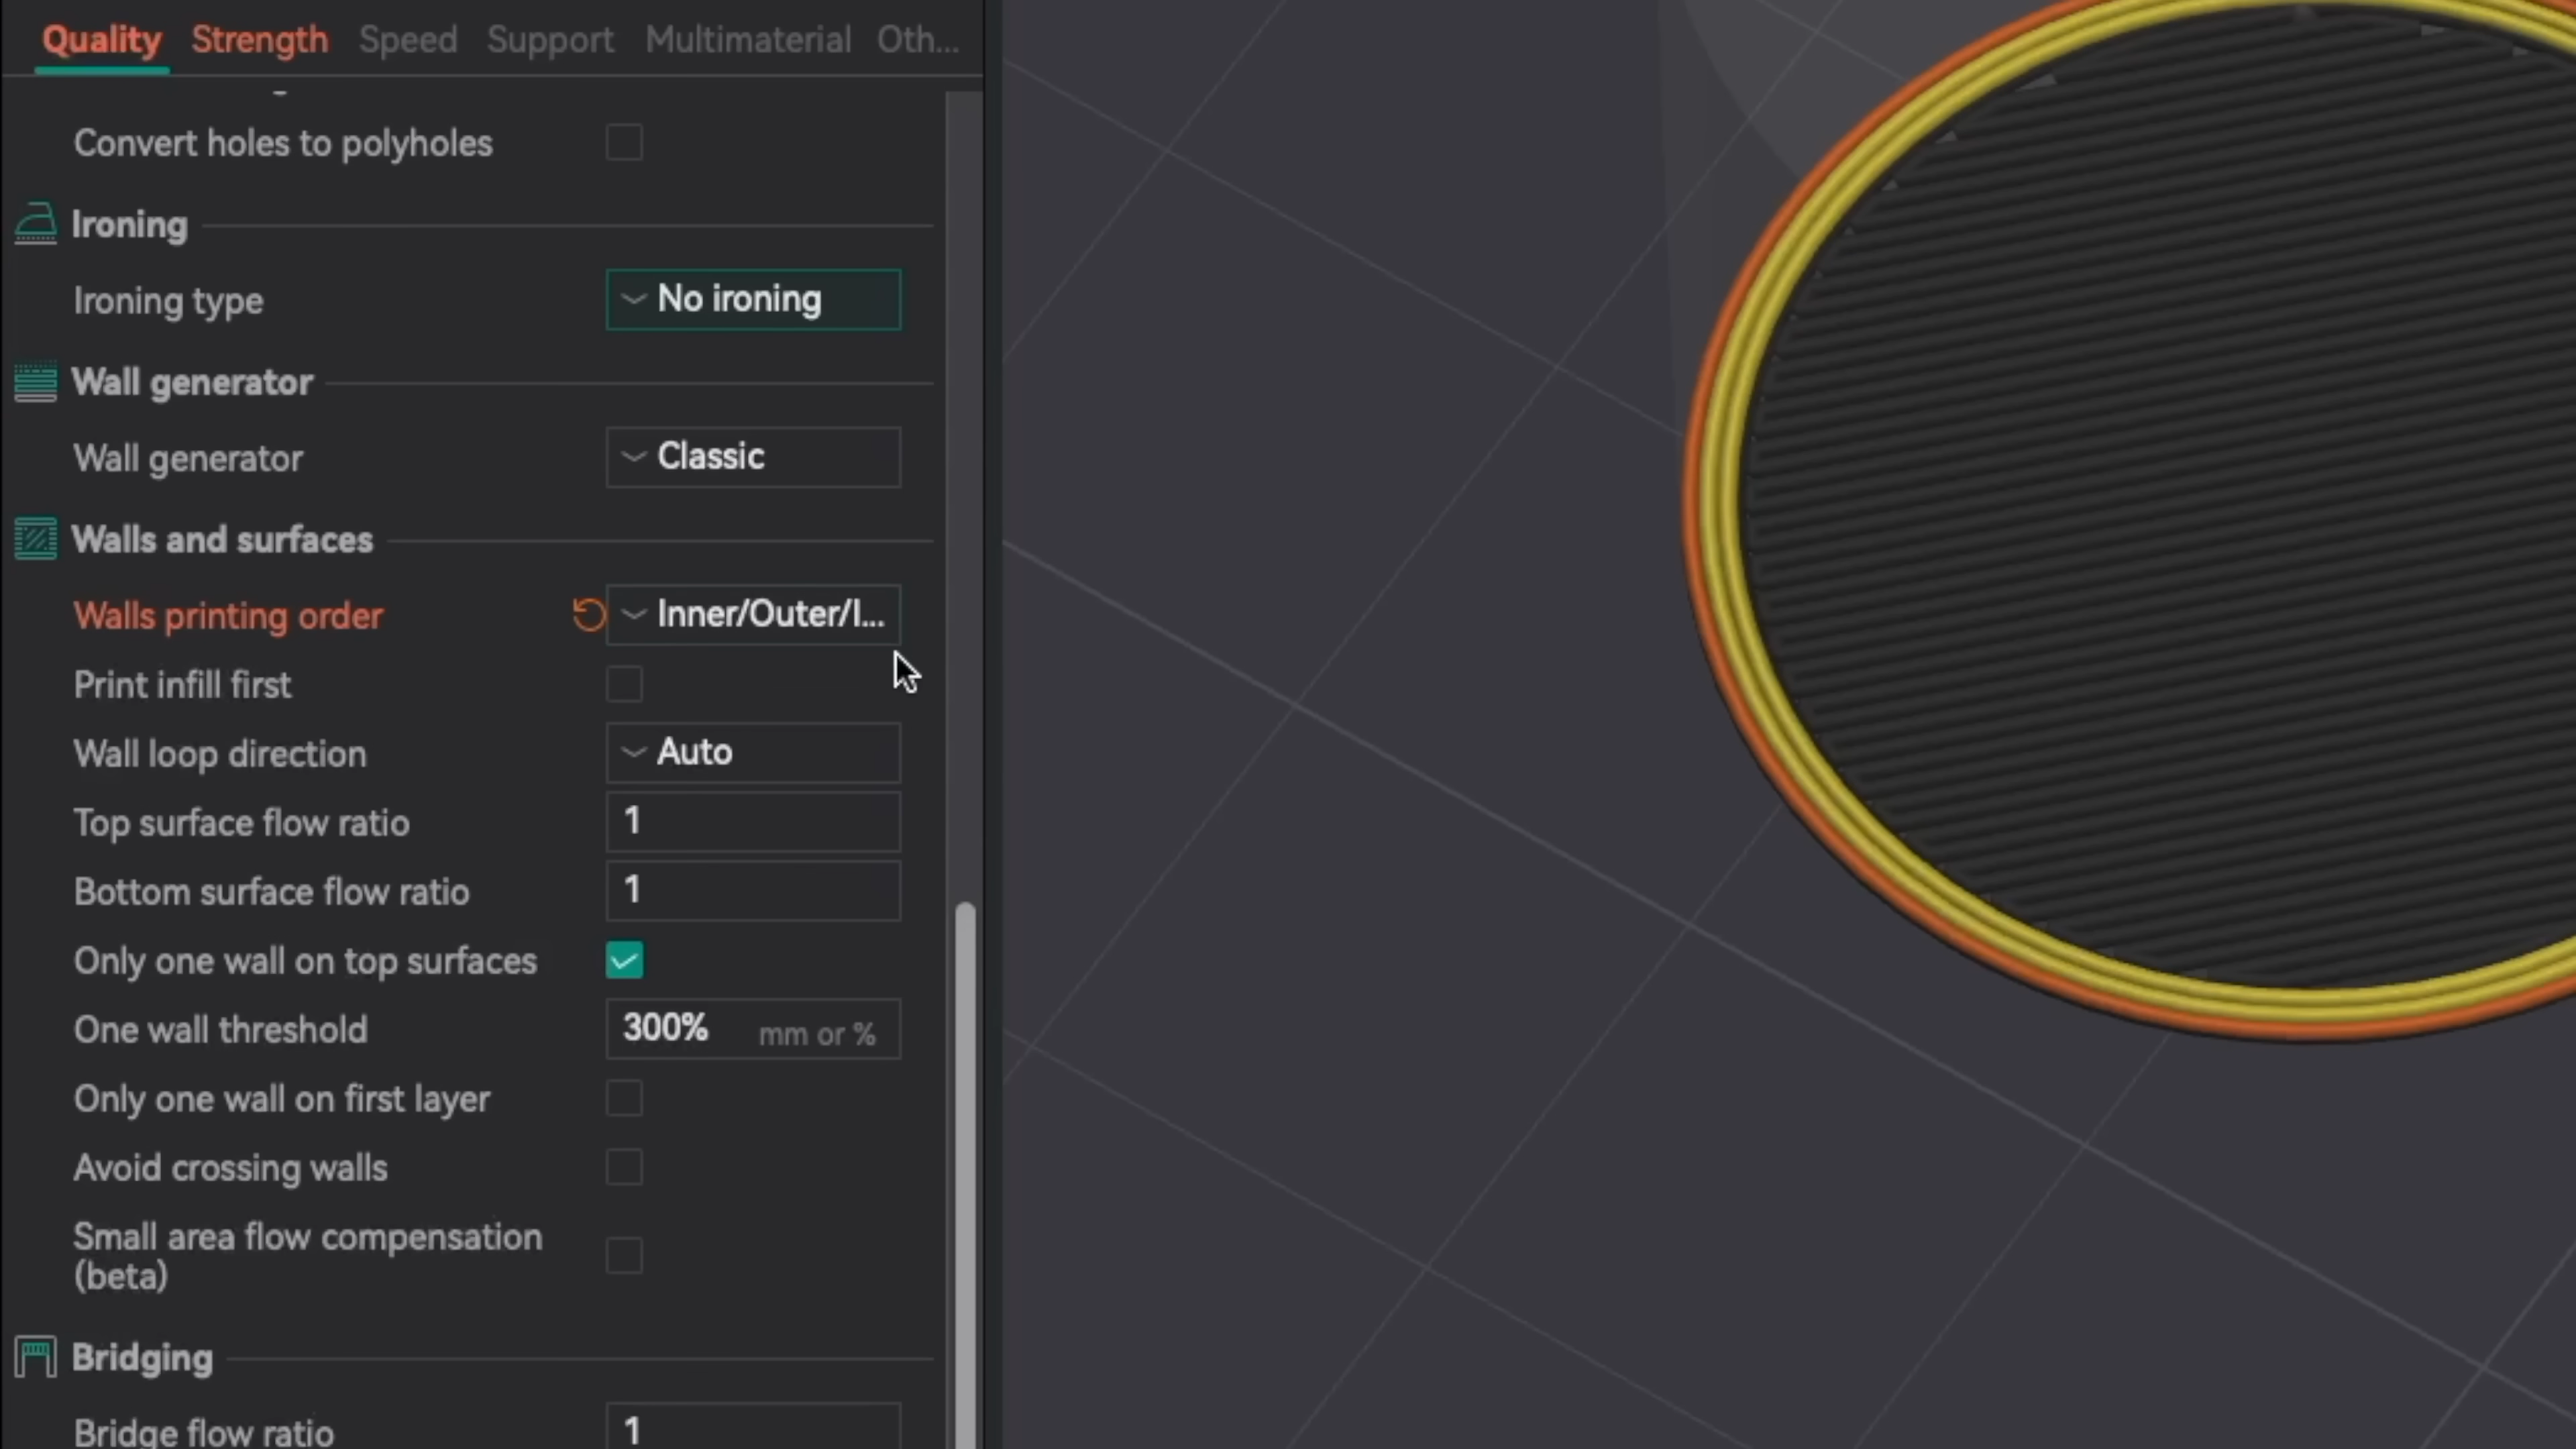 Quality Strength Speed Support Multimaterial Oth...
Convert holes to polyholes
Ironing
Ironing type No ironing
Wall generator
Wall generator Classic
Walls and surfaces
Walls printing order Inner/Outer/I...
Print infill first
Wall loop direction Auto
Top surface flow ratio 1
Bottom surface flow ratio 1
Only one wall on top surfaces
One wall threshold 300% mm or %
Only one wall on first layer
Avoid crossing walls
Small area flow compensation
(beta)
Bridging
Bridge flow ratio 1